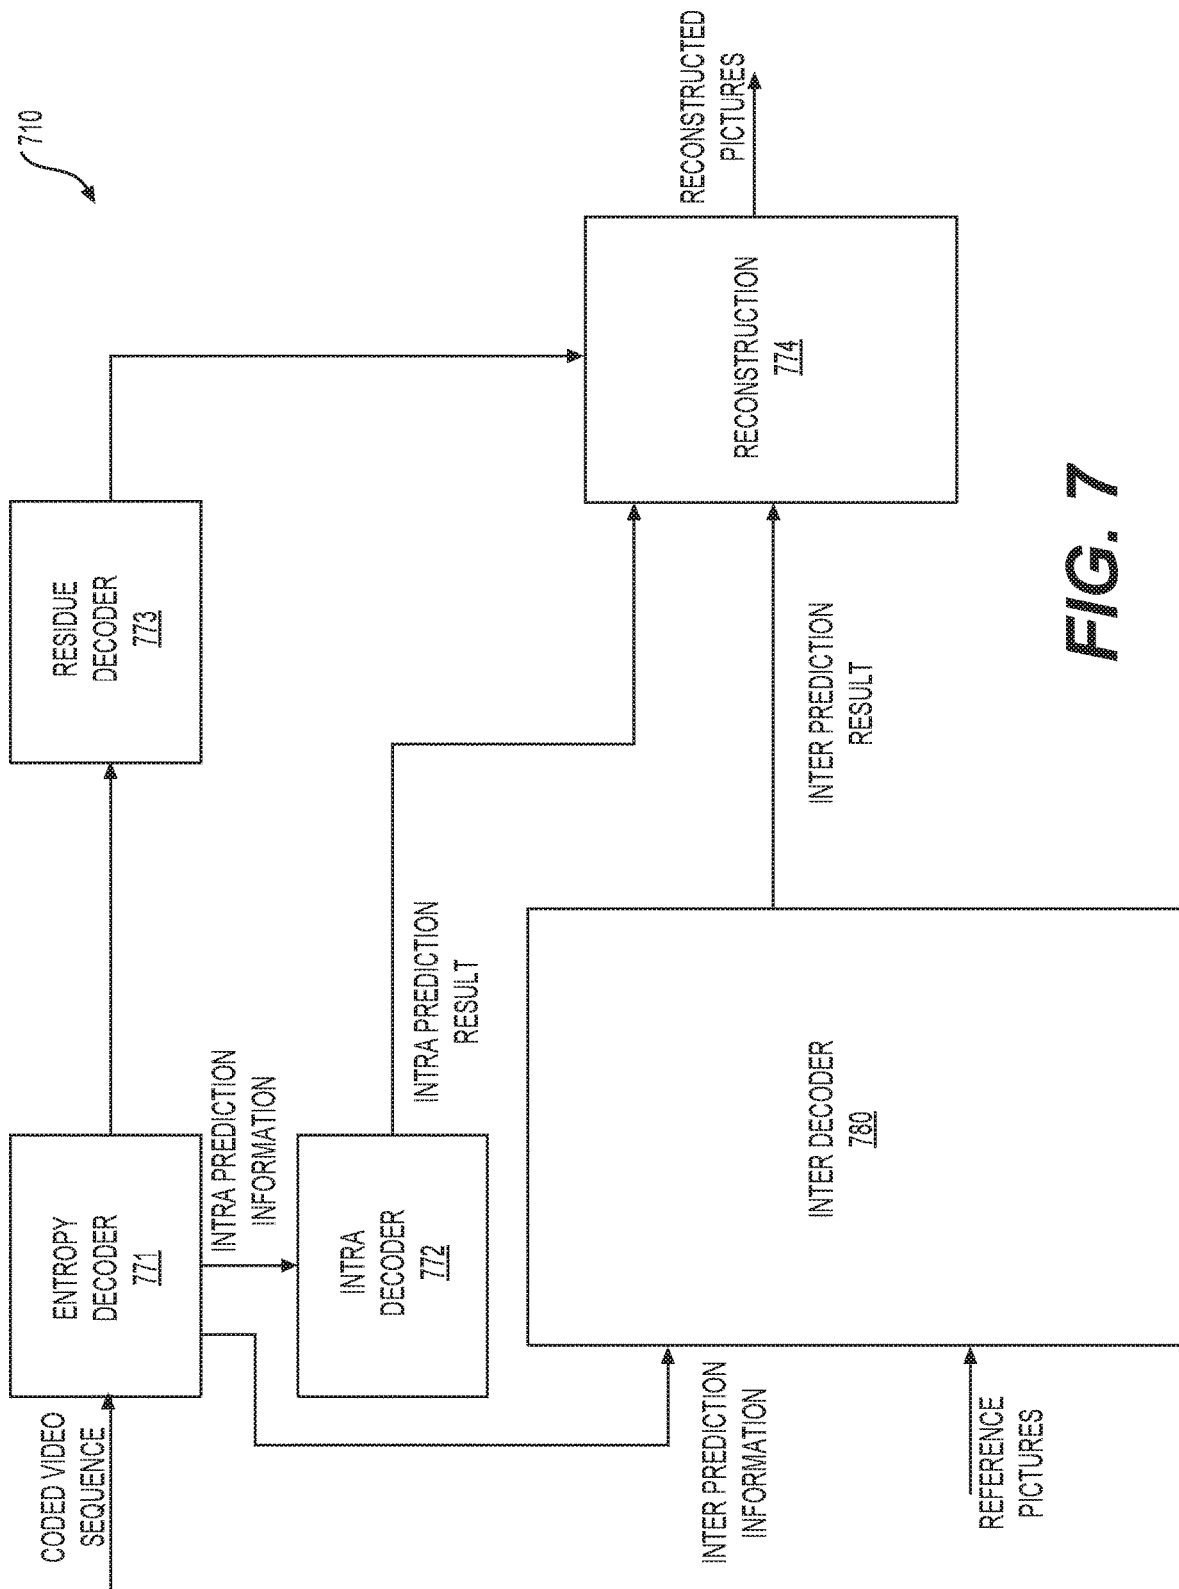 710
CODED VIDEO
SEQUENCE
ENTROPY
DECODER
771
RESIDUE
DECODER
773
INTRA PREDICTION
INFORMATION
INTRA
DECODER
772
INTRA PREDICTION
RESULT
INTER PREDICTION
INFORMATION
REFERENCE
PICTURES
INTER DECODER
780
INTER PREDICTION
RESULT
RECONSTRUCTION
774
RECONSTRUCTED
PICTURES
FIG. 7